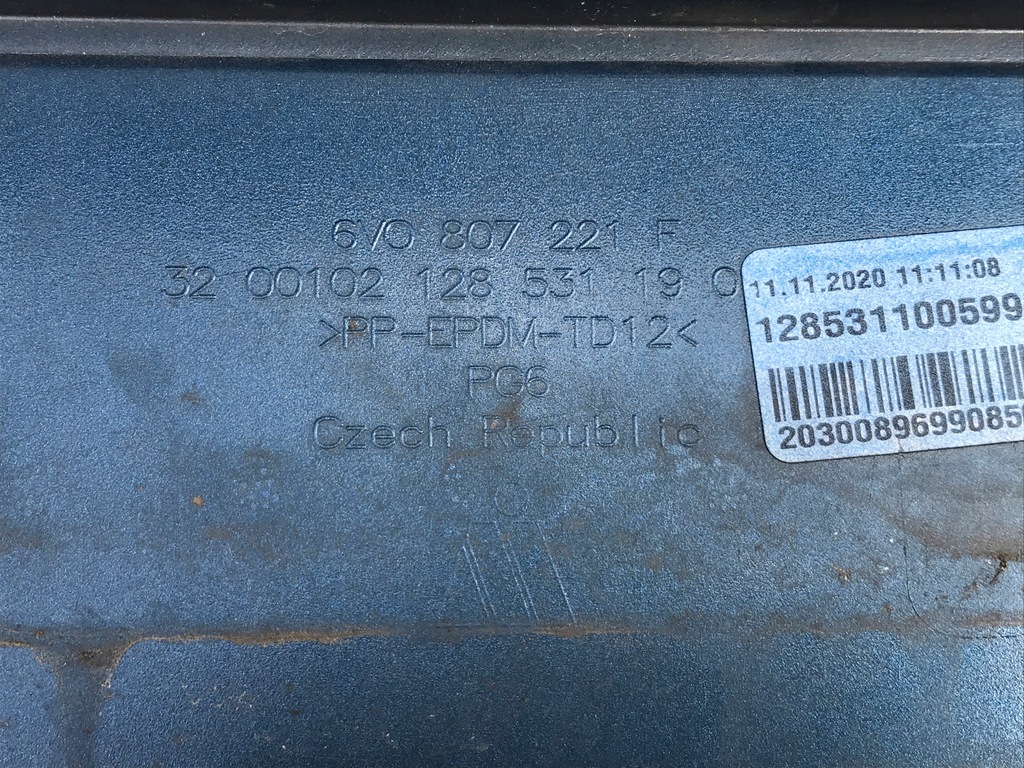 6V0 807 221 F
32 00102 128 531 19 0
>PP-EPDM-TD12<
PG6
Czech Republic
11.11.2020 11:11:08
128531100599
2030089699085